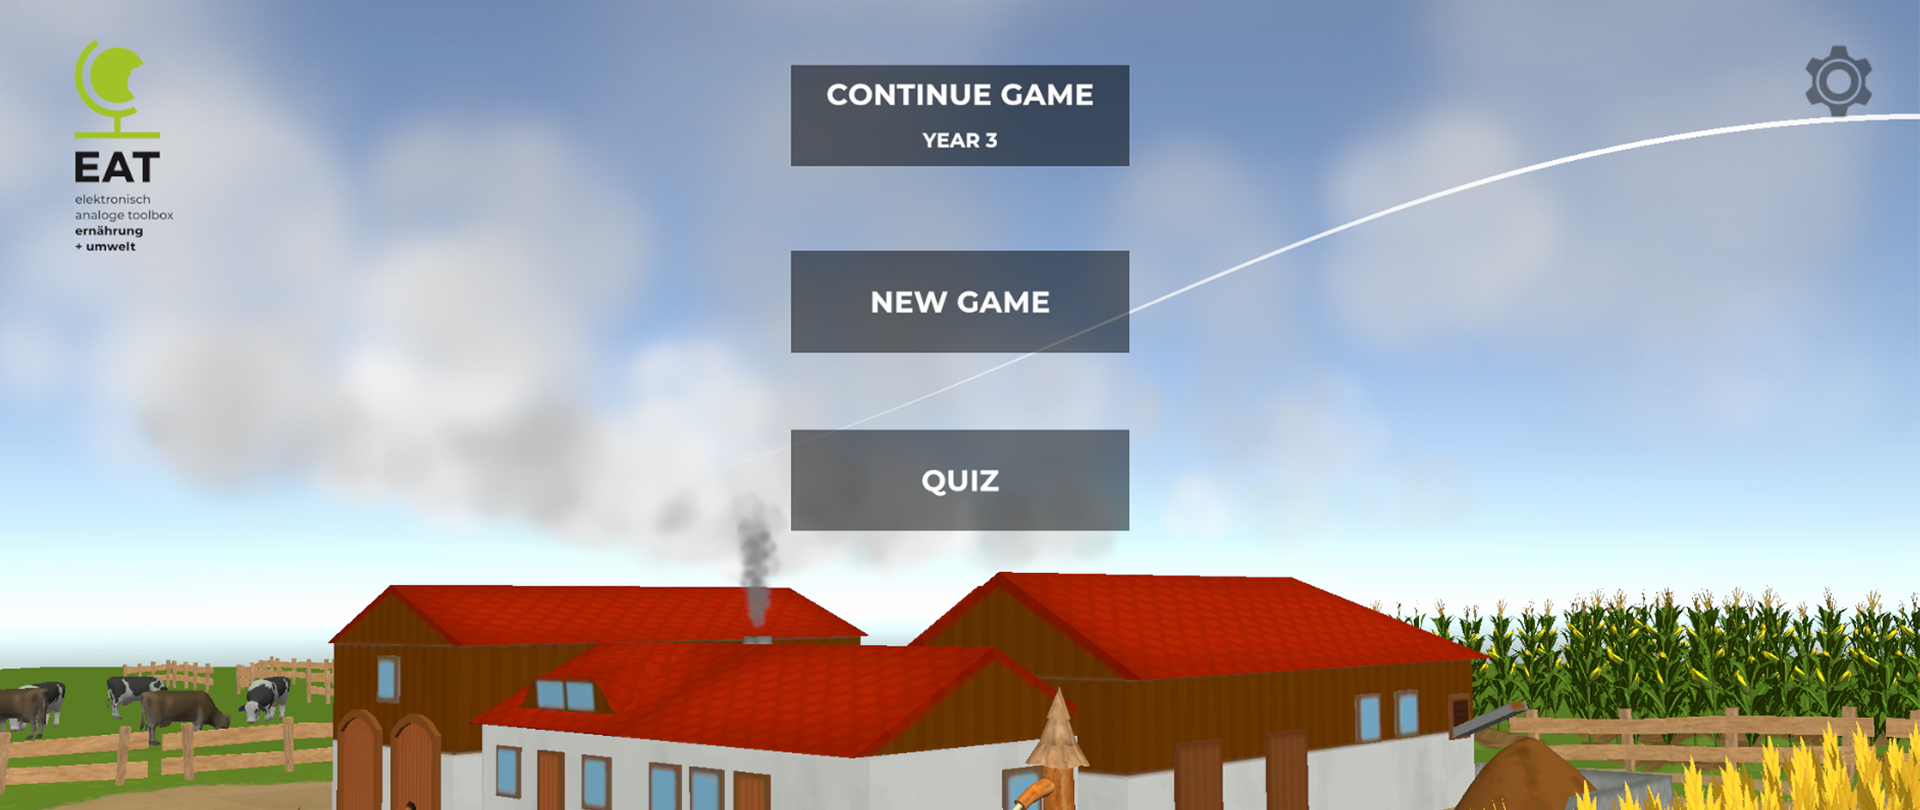 EAT
elektronisch
analoge toolbox
ernährung
+ umwelt
CONTINUE GAME
YEAR 3
NEW GAME
QUIZ